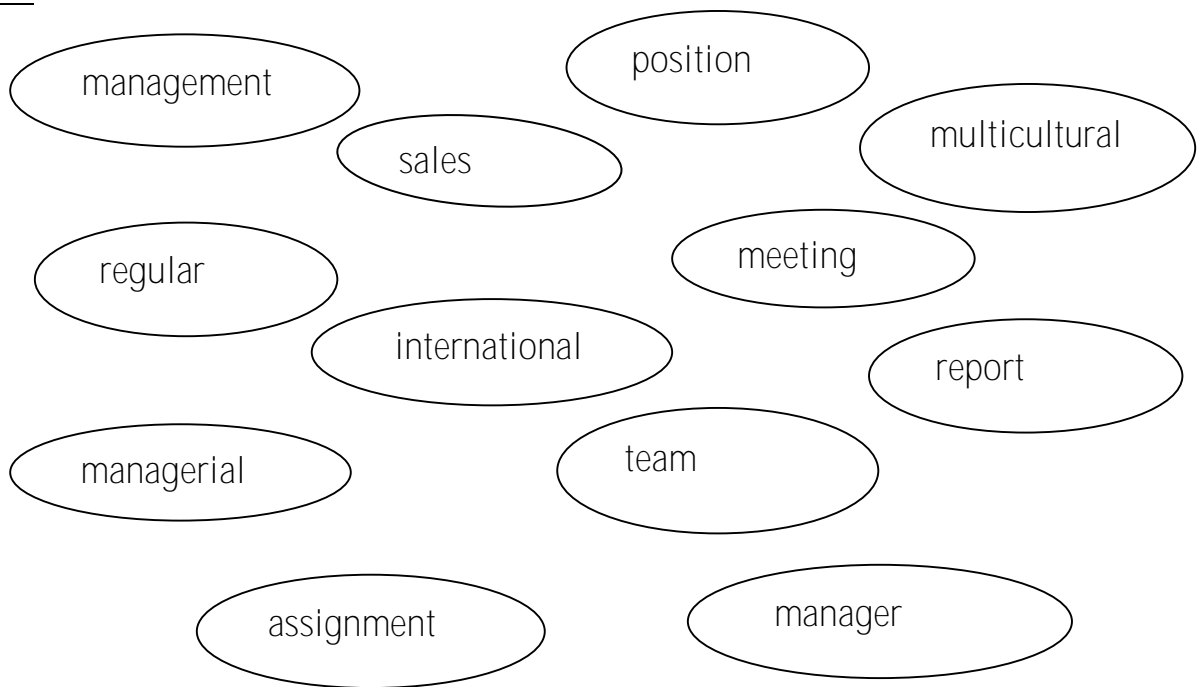 position
management
multicultural
sales
meeting
regular
international
report
team
managerial
manager
assignment